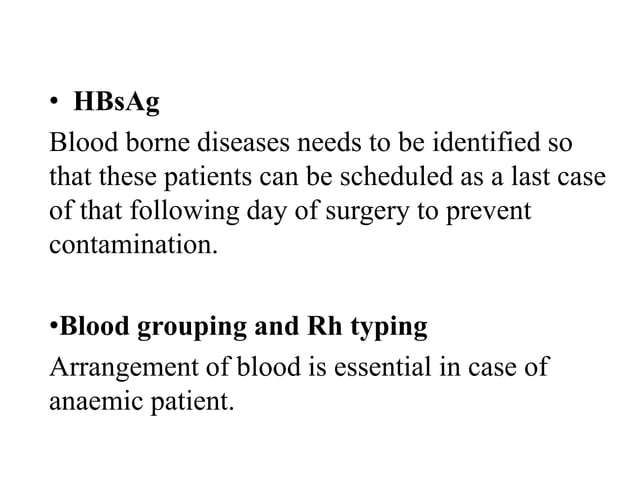 • HBsAg
Blood borne diseases needs to be identified so
that these patients can be scheduled as a last case
of that following day of surgery to prevent
contamination.
•Blood grouping and Rh typing
Arrangement of blood is essential in case of
anaemic patient.